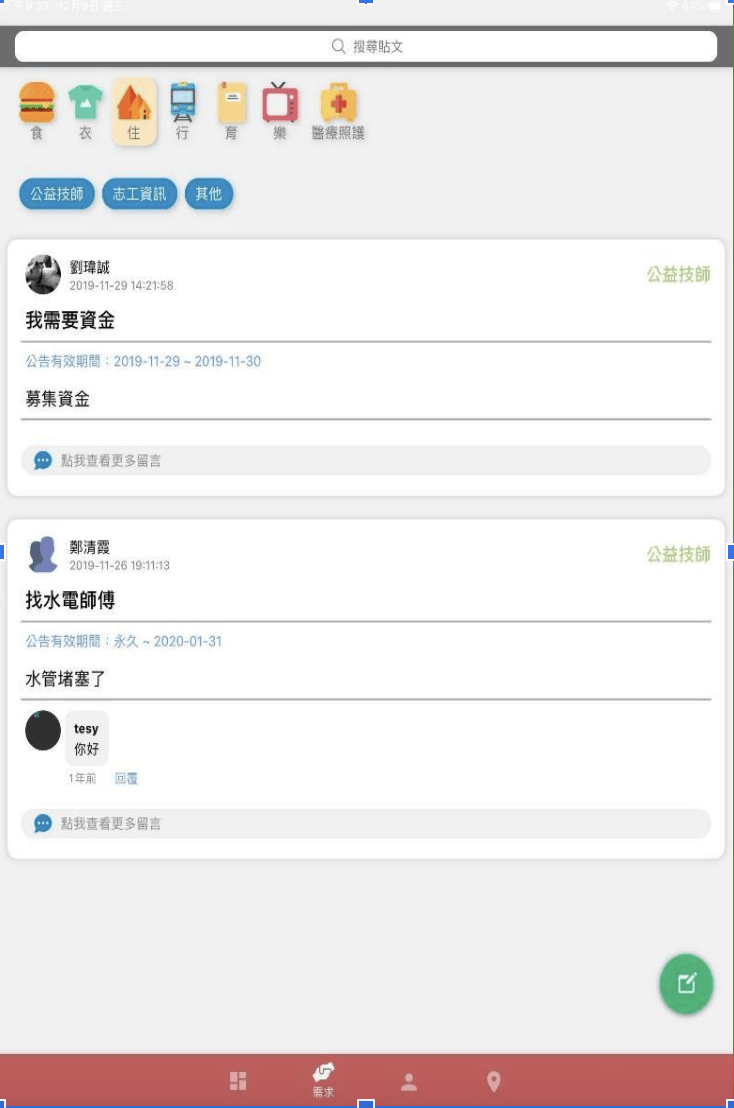 午9:33 12月9日 週三
64%
搜尋貼文
食 衣 住 行 育 樂 醫療照護
公益技師 志工資訊 其他
劉瑋誠
2019-11-29 14:21:58
公益技師
我需要資金
公告有效期間：2019-11-29 ~ 2019-11-30
募集資金
點我查看更多留言
鄭清霞
2019-11-26 19:11:13
公益技師
找水電師傅
公告有效期間：永久 ~ 2020-01-31
水管堵塞了
tesy
你好
1年前 回覆
點我查看更多留言
需求